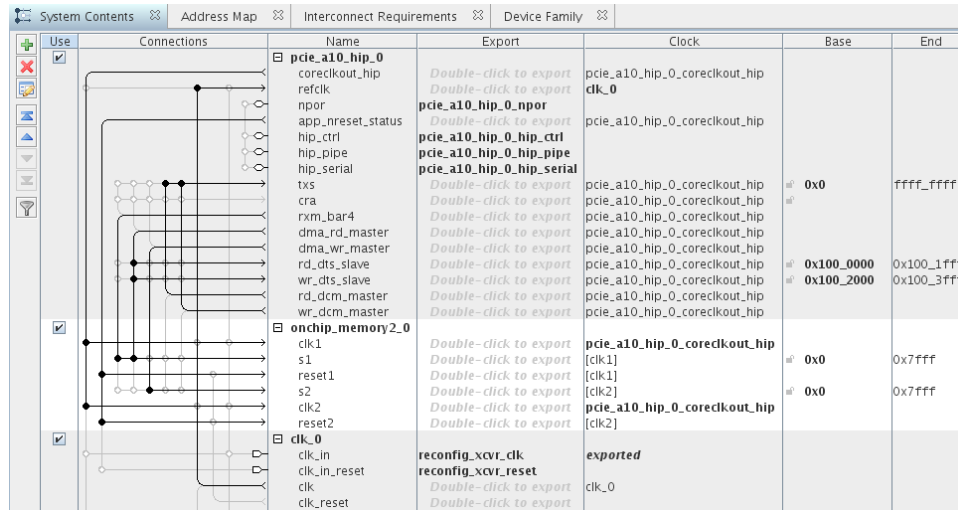 System Contents Address Map Interconnect Requirements Device Family
Use Connections Name Export Clock Base End
pcie_a10_hip_0
coreclkout_hip Double-click to export pcie_a10_hip_0_coreclkout_hip
refclk Double-click to export clk_0
npor pcie_a10_hip_0_npor
app_nreset_status Double-click to export pcie_a10_hip_0_coreclkout_hip
hip_ctrl pcie_a10_hip_0_hip_ctrl
hip_pipe pcie_a10_hip_0_hip_pipe
hip_serial pcie_a10_hip_0_hip_serial
txs Double-click to export pcie_a10_hip_0_coreclkout_hip 0x0 ffff_ffff
cra Double-click to export pcie_a10_hip_0_coreclkout_hip
rxm_bar4 Double-click to export pcie_a10_hip_0_coreclkout_hip
dma_rd_master Double-click to export pcie_a10_hip_0_coreclkout_hip
dma_wr_master Double-click to export pcie_a10_hip_0_coreclkout_hip
rd_dts_slave Double-click to export pcie_a10_hip_0_coreclkout_hip 0x100_0000 0x100_1fff
wr_dts_slave Double-click to export pcie_a10_hip_0_coreclkout_hip 0x100_2000 0x100_3fff
rd_dcm_master Double-click to export pcie_a10_hip_0_coreclkout_hip
wr_dcm_master Double-click to export pcie_a10_hip_0_coreclkout_hip
onchip_memory2_0
clk1 Double-click to export pcie_a10_hip_0_coreclkout_hip
s1 Double-click to export [clk1] 0x0 0x7fff
reset1 Double-click to export [clk1]
s2 Double-click to export [clk2] 0x0 0x7fff
clk2 Double-click to export pcie_a10_hip_0_coreclkout_hip
reset2 Double-click to export [clk2]
clk_0
clk_in reconfig_xcvr_clk exported
clk_in_reset reconfig_xcvr_reset
clk Double-click to export clk_0
clk_reset Double-click to export